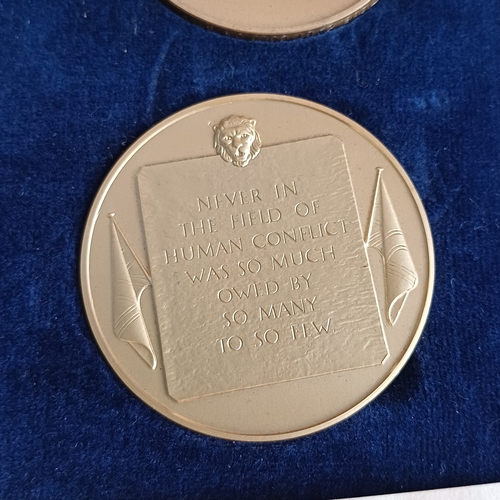 NEVER IN
THE FIELD OF
HUMAN CONFLICT
WAS SO MUCH
OWED BY
SO MANY
TO SO FEW.